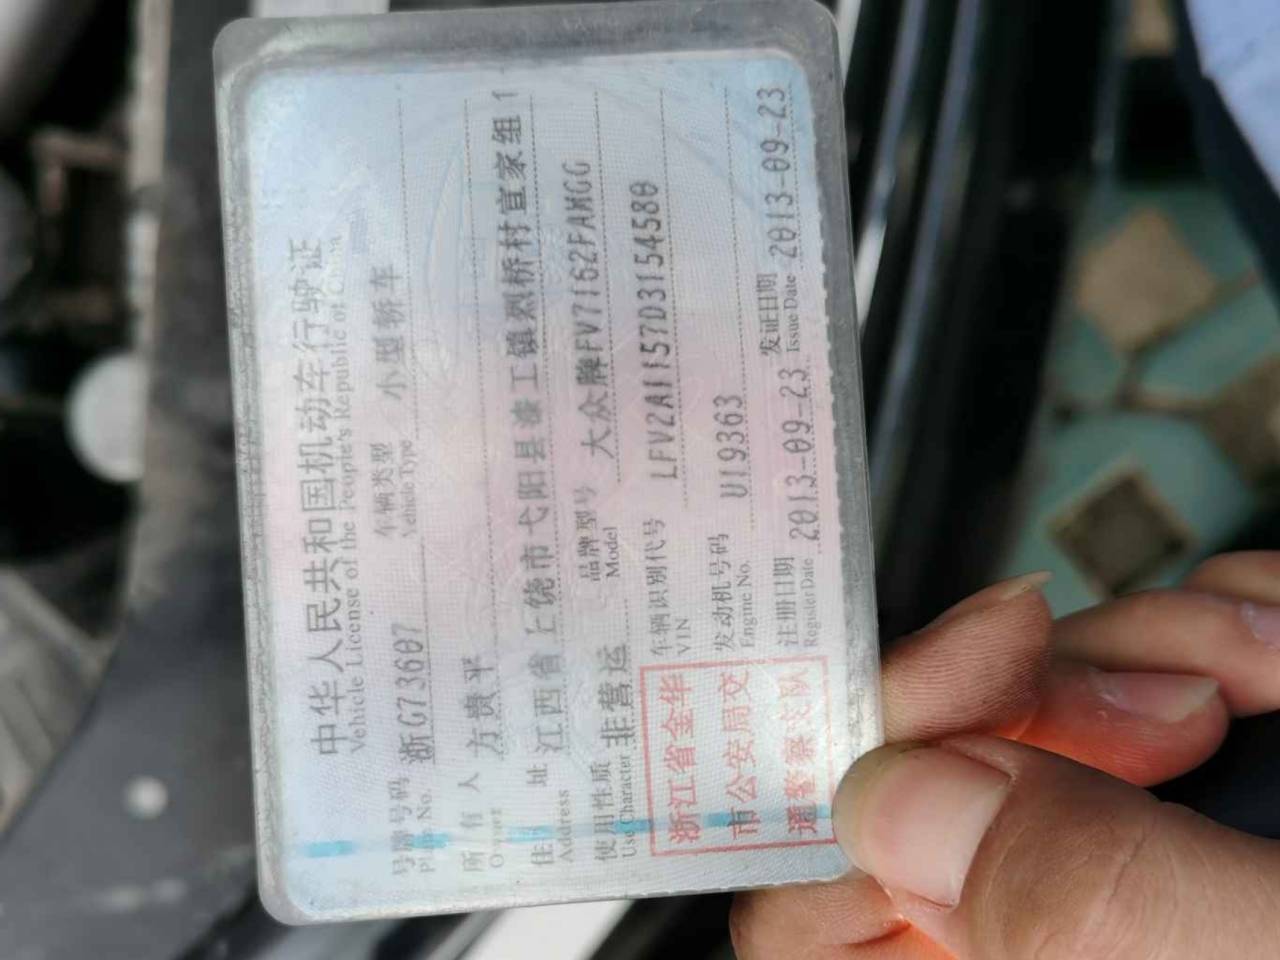 中华人民共和国机动车行驶证
Vehicle License of the People's Republic of China
号牌号码 浙G73607 车辆类型 小型轿车
Plate No. Vehicle Type
所有人 方贵平
Owner
住址 江西省上饶市弋阳县漆工镇烈桥村宜家组1
Address
使用性质 非营运 品牌型号 大众牌FV7162FAMGG
Use Character Model
浙江省金华
市公安局交
通警察支队
车辆识别代号 LFV2A1157D3154580
VIN
发动机号码 U19363
Engine No.
注册日期 2013-09-23 发证日期 2013-09-23
Register Date Issue Date